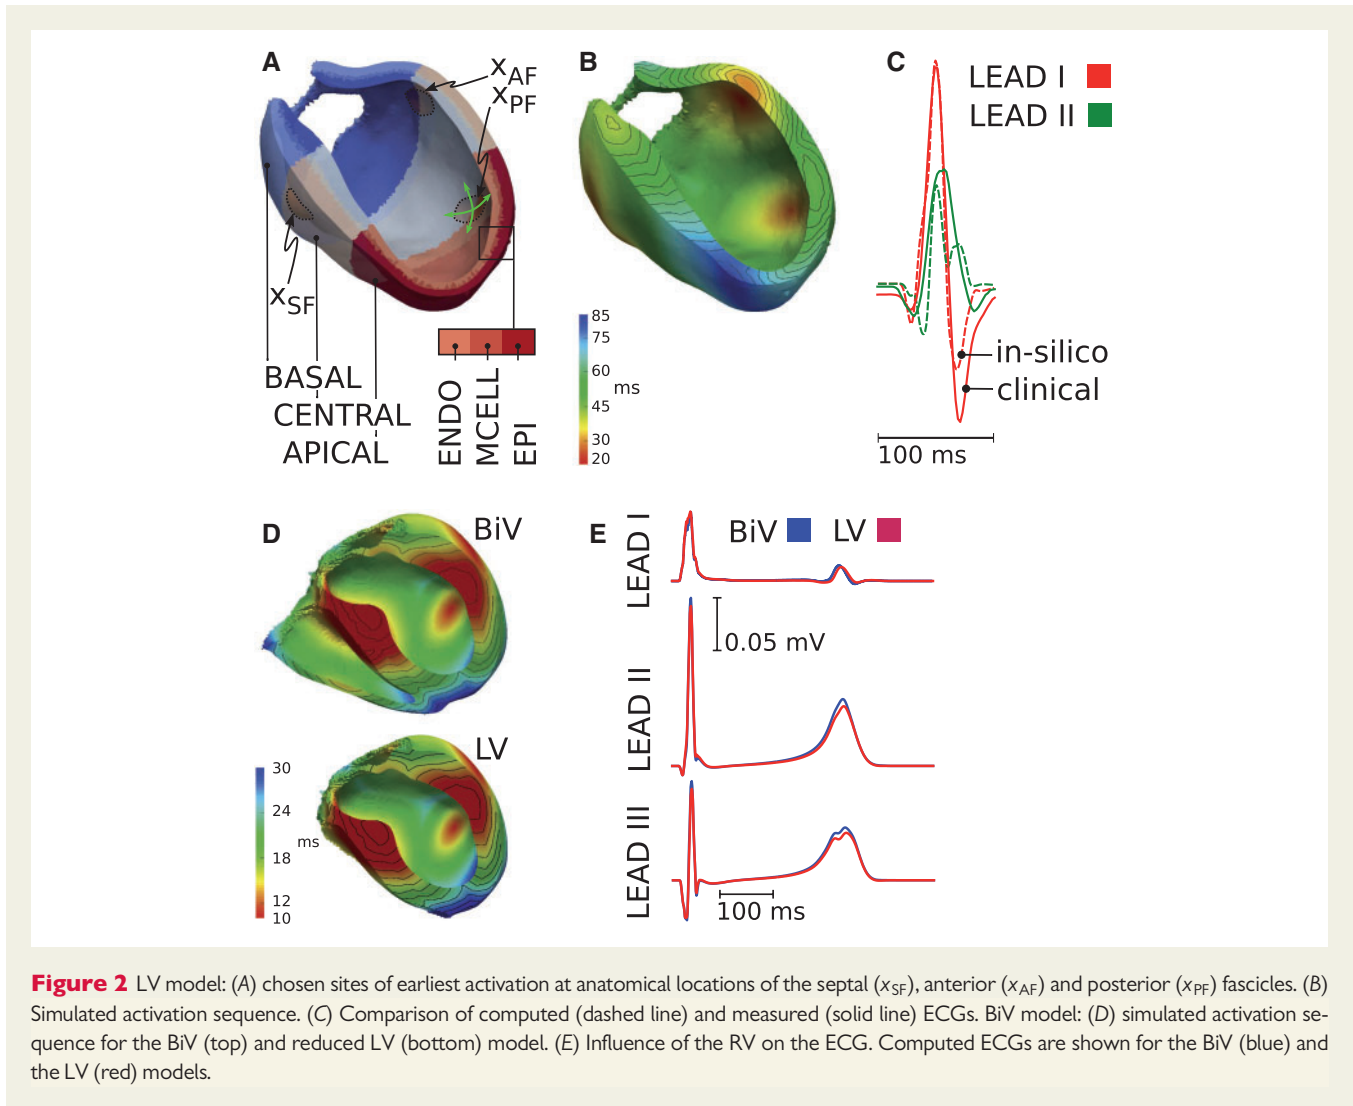 A
xAF
xPF
xSF
BASAL
CENTRAL
APICAL
ENDO
MCELL
EPI
B
85
75
60
ms
45
30
20
C
LEAD I
LEAD II
in-silico
clinical
100 ms
D
BiV
LV
30
24
ms
18
12
10
E
BiV LV
LEAD I
0.05 mV
LEAD II
LEAD III
100 ms
Figure 2 LV model: (A) chosen sites of earliest activation at anatomical locations of the septal (xSF), anterior (xAF) and posterior (xPF) fascicles. (B)
Simulated activation sequence. (C) Comparison of computed (dashed line) and measured (solid line) ECGs. BiV model: (D) simulated activation se-
quence for the BiV (top) and reduced LV (bottom) model. (E) Influence of the RV on the ECG. Computed ECGs are shown for the BiV (blue) and
the LV (red) models.